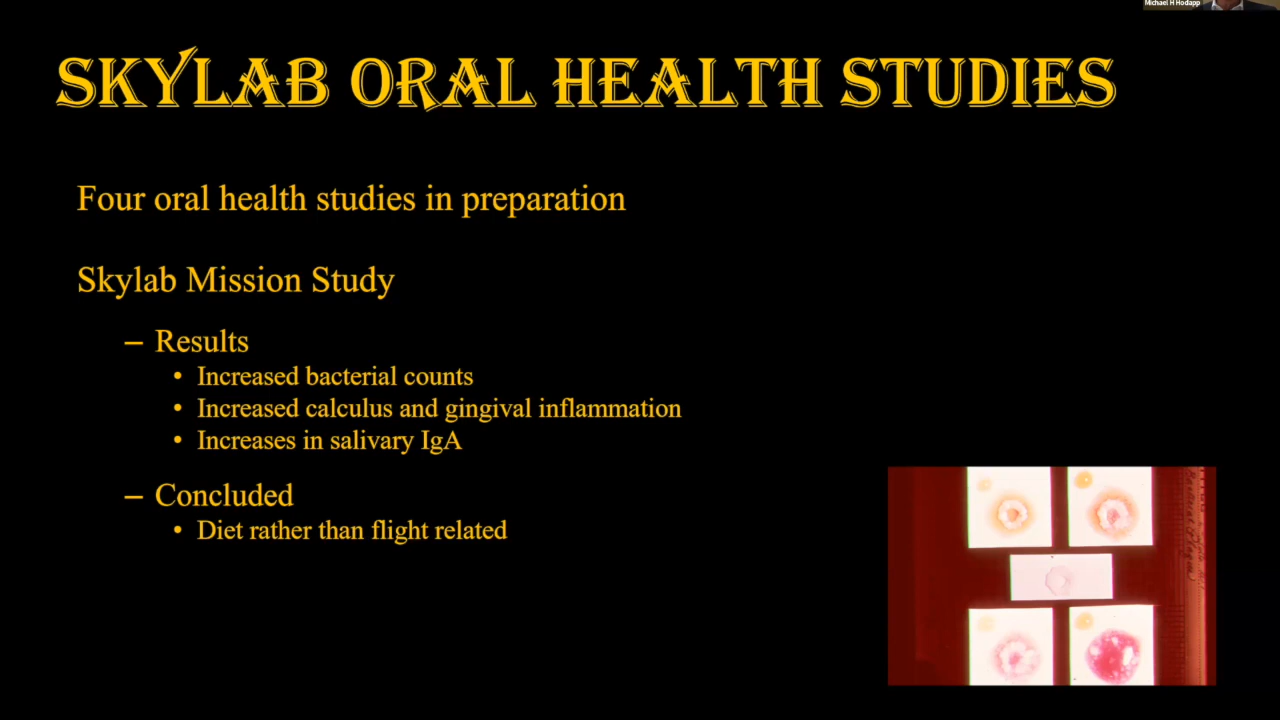 Michael H Hodapp
SKYLAB ORAL HEALTH STUDIES
Four oral health studies in preparation
Skylab Mission Study
– Results
• Increased bacterial counts
• Increased calculus and gingival inflammation
• Increases in salivary IgA
– Concluded
• Diet rather than flight related